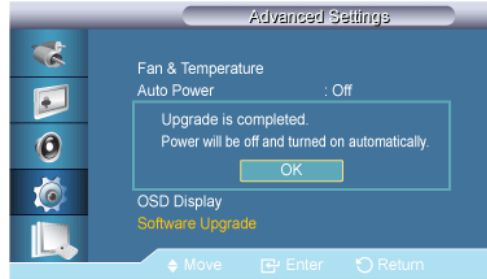 Advanced Settings
Fan & Temperature
Auto Power : Off
Upgrade is completed.
Power will be off and turned on automatically.
OK
OSD Display
Software Upgrade
Move Enter Return